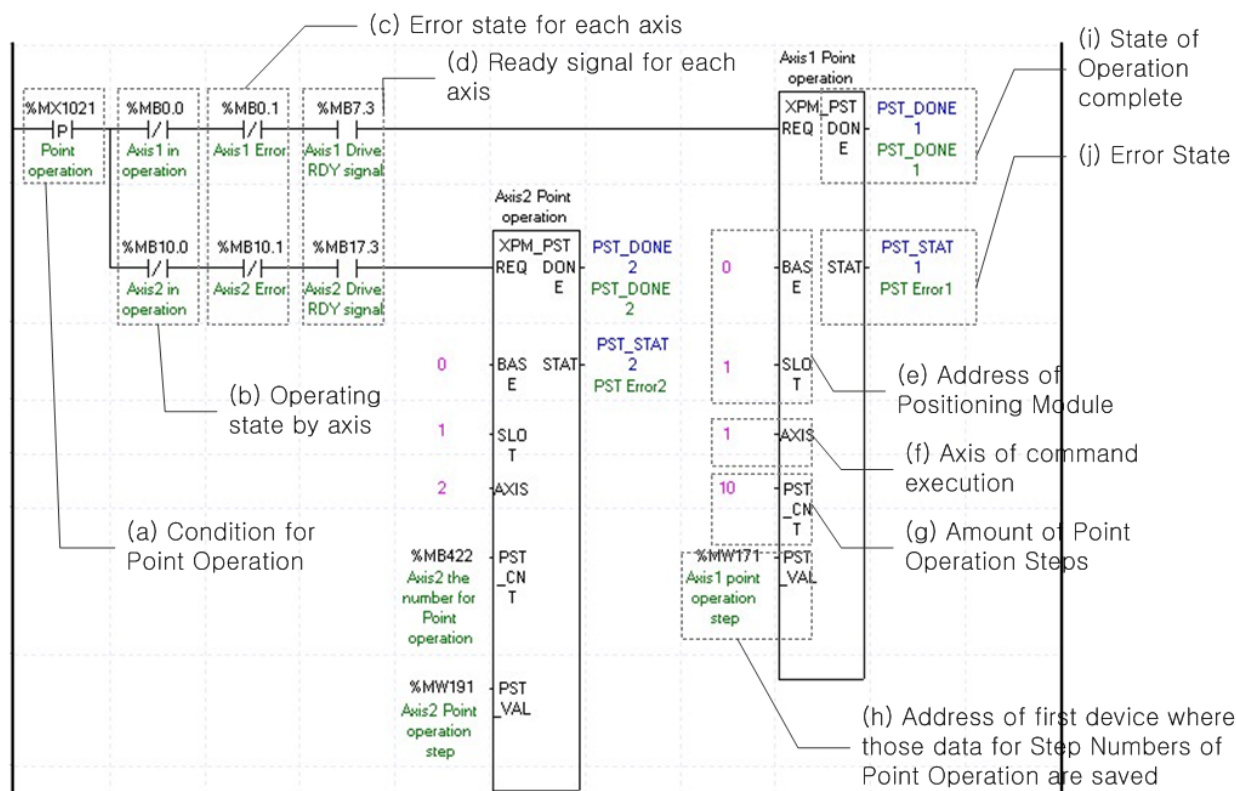 (c) Error state for each axis
(d) Ready signal for each
axis
Axis1 Point
operation
(i) State of
Operation
complete
%MX1021
%MB0.0
%MB0.1
%MB7.3
XPM_PST
PST_DONE
1
P
REQ
DON
E
Point
operation
Axis1 in
operation
Axis1 Error
Axis1 Drive
RDY signal
PST_DONE
1
(j) Error State
Axis2 Point
operation
%MB10.0
%MB10.1
%MB17.3
XPM_PST
PST_DONE
2
REQ
DON
E
PST_DONE
2
0
BAS
E
STAT
PST_STAT
1
PST Error1
Axis2 in
operation
Axis2 Error
Axis2 Drive
RDY signal
0
BAS
E
STAT
PST_STAT
2
PST Error2
1
SLO
T
(e) Address of
Positioning Module
(b) Operating
state by axis
1
SLO
T
1
AXIS
(f) Axis of command
execution
2
AXIS
10
PST
_CN
T
(g) Amount of Point
Operation Steps
(a) Condition for
Point Operation
%MB422
Axis2 the
number for
Point
operation
PST
_CN
T
%MW171
Axis1 point
operation
step
PST
_VAL
%MW191
Axis2 Point
operation
step
PST
_VAL
(h) Address of first device where
those data for Step Numbers of
Point Operation are saved